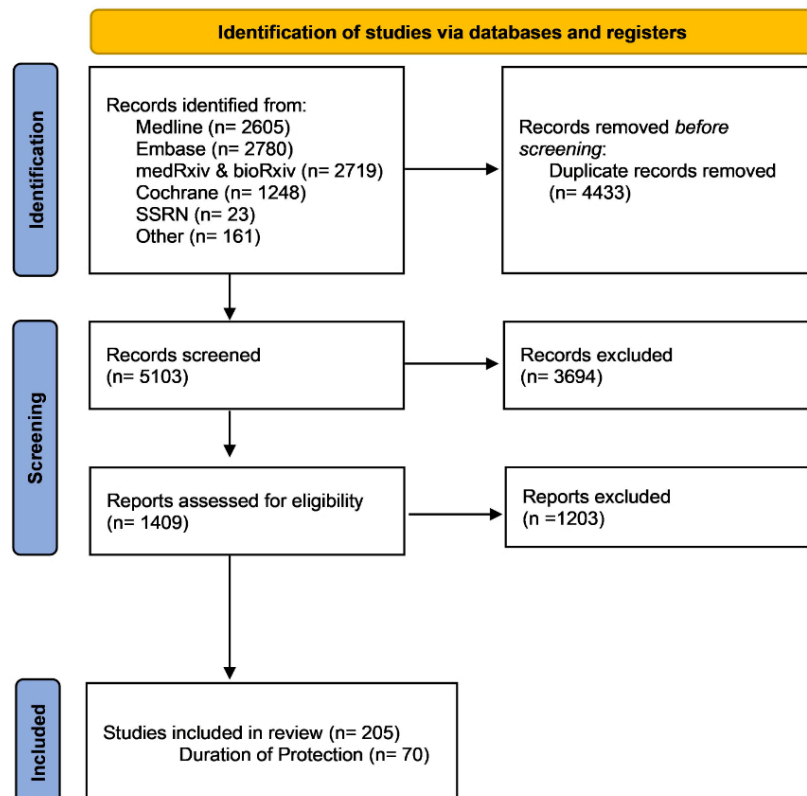 Identification of studies via databases and registers
Identification
Records identified from:
Medline (n= 2605)
Embase (n= 2780)
medRxiv & bioRxiv (n= 2719)
Cochrane (n= 1248)
SSRN (n= 23)
Other (n= 161)
Records removed before
screening:
Duplicate records removed
(n= 4433)
Screening
Records screened
(n= 5103)
Records excluded
(n= 3694)
Reports assessed for eligibility
(n= 1409)
Reports excluded
(n =1203)
Included
Studies included in review (n= 205)
Duration of Protection (n= 70)